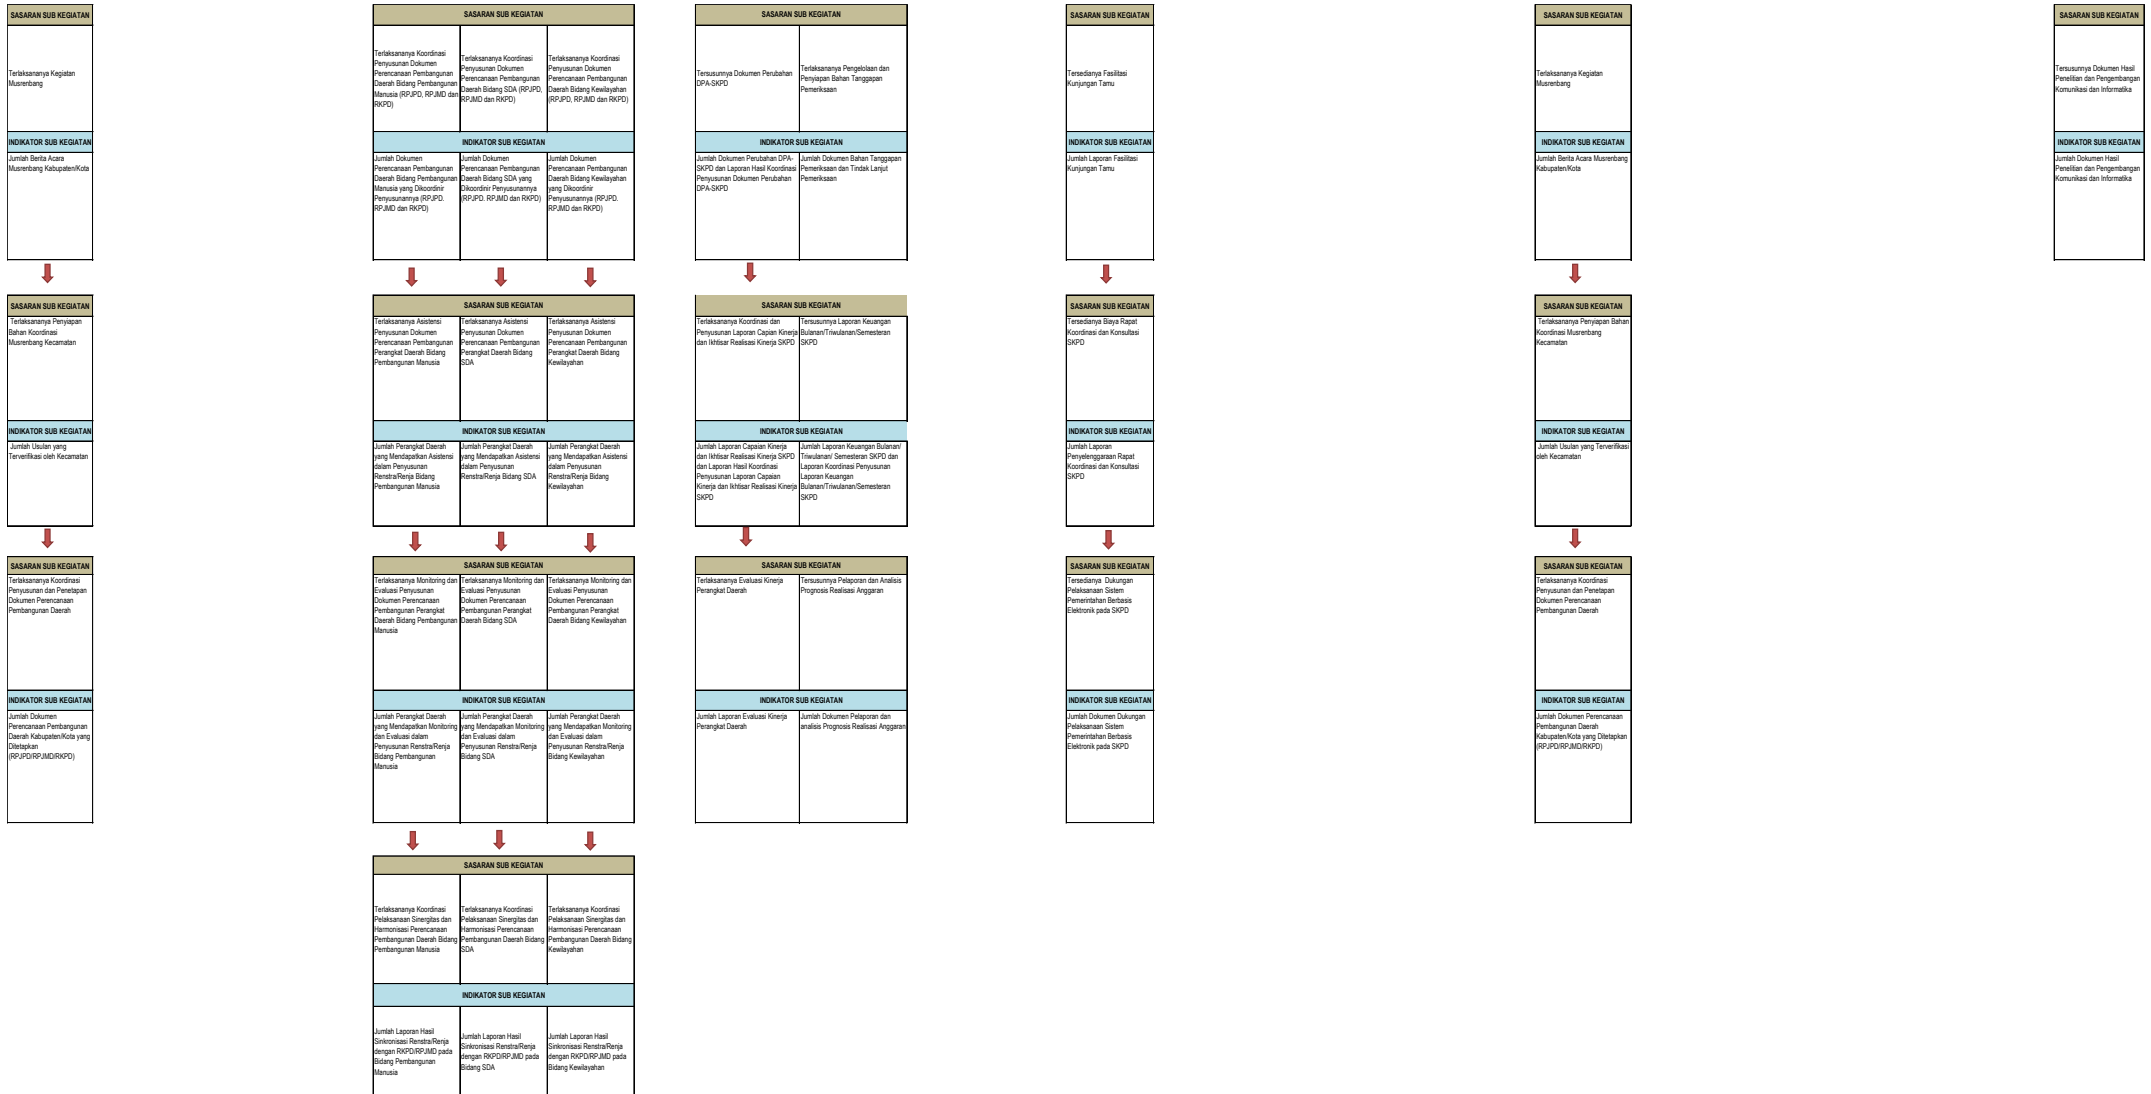 SASARAN SUB KEGIATAN
Terlaksananya Kegiatan
Musrenbang
INDIKATOR SUB KEGIATAN
Jumlah Berita Acara
Musrenbang Kabupaten/Kota
SASARAN SUB KEGIATAN
Terlaksananya Penyiapan
Bahan Koordinasi
Musrenbang Kecamatan
INDIKATOR SUB KEGIATAN
Jumlah Usulan yang
Terverifikasi oleh Kecamatan
SASARAN SUB KEGIATAN
Terlaksananya Koordinasi
Penyusunan dan Penetapan
Dokumen Perencanaan
Pembangunan Daerah
INDIKATOR SUB KEGIATAN
Jumlah Dokumen
Perencanaan Pembangunan
Daerah Kabupaten/Kota yang
Ditetapkan
(RPJPD/RPJMD/RKPD)
SASARAN SUB KEGIATAN
Terlaksananya Koordinasi
Penyusunan Dokumen
Perencanaan Pembangunan
Daerah Bidang Pembangunan
Manusia (RPJPD, RPJMD dan
RKPD)
Terlaksananya Koordinasi
Penyusunan Dokumen
Perencanaan Pembangunan
Daerah Bidang SDA (RPJPD,
RPJMD dan RKPD)
Terlaksananya Koordinasi
Penyusunan Dokumen
Perencanaan Pembangunan
Daerah Bidang Kewilayahan
(RPJPD, RPJMD dan RKPD)
INDIKATOR SUB KEGIATAN
Jumlah Dokumen
Perencanaan Pembangunan
Daerah Bidang Pembangunan
Manusia yang Dikoordinir
Penyusunannya (RPJPD.
RPJMD dan RKPD)
Jumlah Dokumen
Perencanaan Pembangunan
Daerah Bidang SDA yang
Dikoordinir Penyusunannya
(RPJPD. RPJMD dan RKPD)
Jumlah Dokumen
Perencanaan Pembangunan
Daerah Bidang Kewilayahan
yang Dikoordinir
Penyusunannya (RPJPD.
RPJMD dan RKPD)
SASARAN SUB KEGIATAN
Terlaksananya Asistensi
Penyusunan Dokumen
Perencanaan Pembangunan
Perangkat Daerah Bidang
Pembangunan Manusia
Terlaksananya Asistensi
Penyusunan Dokumen
Perencanaan Pembangunan
Perangkat Daerah Bidang
SDA
Terlaksananya Asistensi
Penyusunan Dokumen
Perencanaan Pembangunan
Perangkat Daerah Bidang
Kewilayahan
INDIKATOR SUB KEGIATAN
Jumlah Perangkat Daerah
yang Mendapatkan Asistensi
dalam Penyusunan
Renstra/Renja Bidang
Pembangunan Manusia
Jumlah Perangkat Daerah
yang Mendapatkan Asistensi
dalam Penyusunan
Renstra/Renja Bidang SDA
Jumlah Perangkat Daerah
yang Mendapatkan Asistensi
dalam Penyusunan
Renstra/Renja Bidang
Kewilayahan
SASARAN SUB KEGIATAN
Terlaksananya Monitoring dan
Evaluasi Penyusunan
Dokumen Perencanaan
Pembangunan Perangkat
Daerah Bidang Pembangunan
Manusia
Terlaksananya Monitoring dan
Evaluasi Penyusunan
Dokumen Perencanaan
Pembangunan Perangkat
Daerah Bidang SDA
Terlaksananya Monitoring dan
Evaluasi Penyusunan
Dokumen Perencanaan
Pembangunan Perangkat
Daerah Bidang Kewilayahan
INDIKATOR SUB KEGIATAN
Jumlah Perangkat Daerah
yang Mendapatkan Monitoring
dan Evaluasi dalam
Penyusunan Renstra/Renja
Bidang Pembangunan
Manusia
Jumlah Perangkat Daerah
yang Mendapatkan Monitoring
dan Evaluasi dalam
Penyusunan Renstra/Renja
Bidang SDA
Jumlah Perangkat Daerah
yang Mendapatkan Monitoring
dan Evaluasi dalam
Penyusunan Renstra/Renja
Bidang Kewilayahan
SASARAN SUB KEGIATAN
Terlaksananya Koordinasi
Pelaksanaan Sinergitas dan
Harmonisasi Perencanaan
Pembangunan Daerah Bidang
Pembangunan Manusia
Terlaksananya Koordinasi
Pelaksanaan Sinergitas dan
Harmonisasi Perencanaan
Pembangunan Daerah Bidang
SDA
Terlaksananya Koordinasi
Pelaksanaan Sinergitas dan
Harmonisasi Perencanaan
Pembangunan Daerah Bidang
Kewilayahan
INDIKATOR SUB KEGIATAN
Jumlah Laporan Hasil
Sinkronisasi Renstra/Renja
dengan RKPD/RPJMD pada
Bidang Pembangunan
Manusia
Jumlah Laporan Hasil
Sinkronisasi Renstra/Renja
dengan RKPD/RPJMD pada
Bidang SDA
Jumlah Laporan Hasil
Sinkronisasi Renstra/Renja
dengan RKPD/RPJMD pada
Bidang Kewilayahan
SASARAN SUB KEGIATAN
Tersusunnya Dokumen Perubahan
DPA-SKPD
Terlaksananya Pengelolaan dan
Penyiapan Bahan Tanggapan
Pemeriksaan
INDIKATOR SUB KEGIATAN
Jumlah Dokumen Perubahan DPA-
SKPD dan Laporan Hasil Koordinasi
Penyusunan Dokumen Perubahan
DPA-SKPD
Jumlah Dokumen Bahan Tanggapan
Pemeriksaan dan Tindak Lanjut
Pemeriksaan
SASARAN SUB KEGIATAN
Terlaksananya Koordinasi dan
Penyusunan Laporan Capian Kinerja
dan Ikhtisar Realisasi Kinerja SKPD
Tersusunnya Laporan Keuangan
Bulanan/Triwulanan/Semesteran
SKPD
INDIKATOR SUB KEGIATAN
Jumlah Laporan Capaian Kinerja
dan Ikhtisar Realisasi Kinerja SKPD
dan Laporan Hasil Koordinasi
Penyusunan Laporan Capaian
Kinerja dan Ikhtisar Realisasi Kinerja
SKPD
Jumlah Laporan Keuangan Bulanan/
Triwulanan/ Semesteran SKPD dan
Laporan Koordinasi Penyusunan
Laporan Keuangan
Bulanan/Triwulanan/Semesteran
SKPD
SASARAN SUB KEGIATAN
Terlaksananya Evaluasi Kinerja
Perangkat Daerah
Tersusunnya Pelaporan dan Analisis
Prognosis Realisasi Anggaran
INDIKATOR SUB KEGIATAN
Jumlah Laporan Evaluasi Kinerja
Perangkat Daerah
Jumlah Dokumen Pelaporan dan
analisis Prognosis Realisasi Anggaran
SASARAN SUB KEGIATAN
Tersedianya Fasilitasi
Kunjungan Tamu
INDIKATOR SUB KEGIATAN
Jumlah Laporan Fasilitasi
Kunjungan Tamu
SASARAN SUB KEGIATAN
Tersedianya Biaya Rapat
Koordinasi dan Konsultasi
SKPD
INDIKATOR SUB KEGIATAN
Jumlah Laporan
Penyelenggaraan Rapat
Koordinasi dan Konsultasi
SKPD
SASARAN SUB KEGIATAN
Tersedianya Dukungan
Pelaksanaan Sistem
Pemerintahan Berbasis
Elektronik pada SKPD
INDIKATOR SUB KEGIATAN
Jumlah Dokumen Dukungan
Pelaksanaan Sistem
Pemerintahan Berbasis
Elektronik pada SKPD
SASARAN SUB KEGIATAN
Terlaksananya Kegiatan
Musrenbang
INDIKATOR SUB KEGIATAN
Jumlah Berita Acara Musrenbang
Kabupaten/Kota
SASARAN SUB KEGIATAN
Terlaksananya Penyiapan Bahan
Koordinasi Musrenbang
Kecamatan
INDIKATOR SUB KEGIATAN
Jumlah Usulan yang Terverifikasi
oleh Kecamatan
SASARAN SUB KEGIATAN
Terlaksananya Koordinasi
Penyusunan dan Penetapan
Dokumen Perencanaan
Pembangunan Daerah
INDIKATOR SUB KEGIATAN
Jumlah Dokumen Perencanaan
Pembangunan Daerah
Kabupaten/Kota yang Ditetapkan
(RPJPD/RPJMD/RKPD)
SASARAN SUB KEGIATAN
Tersusunnya Dokumen Hasil
Penelitian dan Pengembangan
Komunikasi dan Informatika
INDIKATOR SUB KEGIATAN
Jumlah Dokumen Hasil
Penelitian dan Pengembangan
Komunikasi dan Informatika